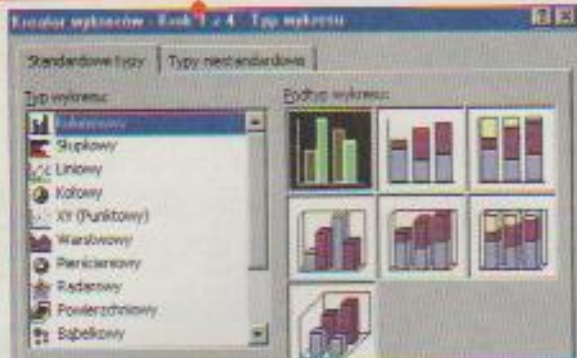 Kreator wykresów - Krok 1 z 4 - Typ wykresu
Standardowe typy
Typy niestandardowe
Typ wykresu:
Podtyp wykresu:
Kolumnowy
Słupkowy
Liniowy
Kołowy
XY (Punktowy)
Warstwowy
Pierścieniowy
Radarowy
Powierzchniowy
Bąbelkowy